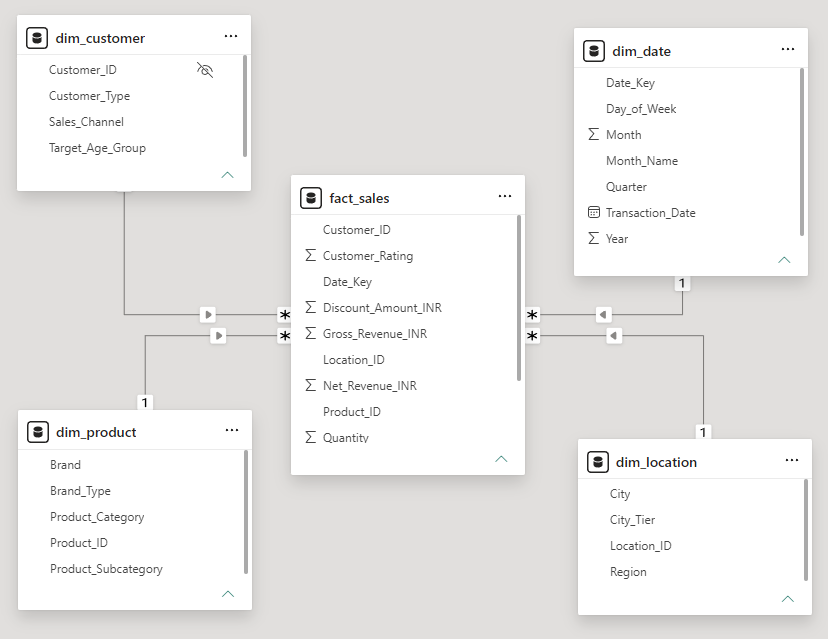 dim_customer
Customer_ID
Customer_Type
Sales_Channel
Target_Age_Group
dim_date
Date_Key
Day_of_Week
Σ Month
Month_Name
Quarter
Transaction_Date
Σ Year
fact_sales
Customer_ID
Σ Customer_Rating
Date_Key
Σ Discount_Amount_INR
Σ Gross_Revenue_INR
Location_ID
Σ Net_Revenue_INR
Product_ID
Σ Quantity
1
*
*
*
*
1
1
dim_product
Brand
Brand_Type
Product_Category
Product_ID
Product_Subcategory
dim_location
City
City_Tier
Location_ID
Region